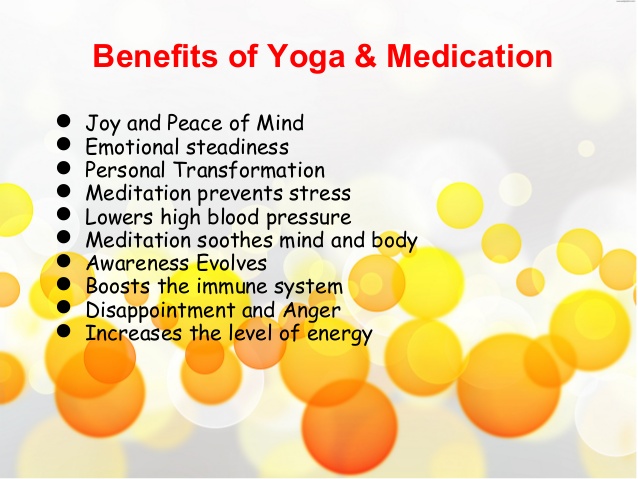 Benefits of Yoga & Medication
● Joy and Peace of Mind
● Emotional steadiness
● Personal Transformation
● Meditation prevents stress
● Lowers high blood pressure
● Meditation soothes mind and body
● Awareness Evolves
● Boosts the immune system
● Disappointment and Anger
● Increases the level of energy